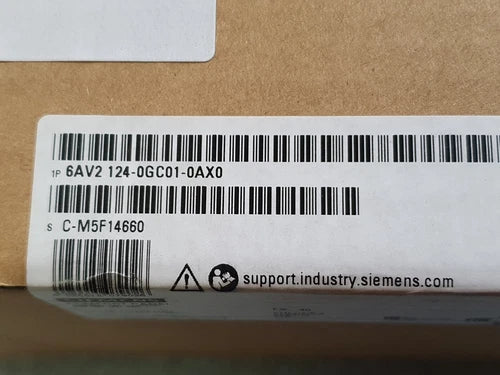 1P 6AV2 124-0GC01-0AX0
S C-M5F14660
support.industry.siemens.com